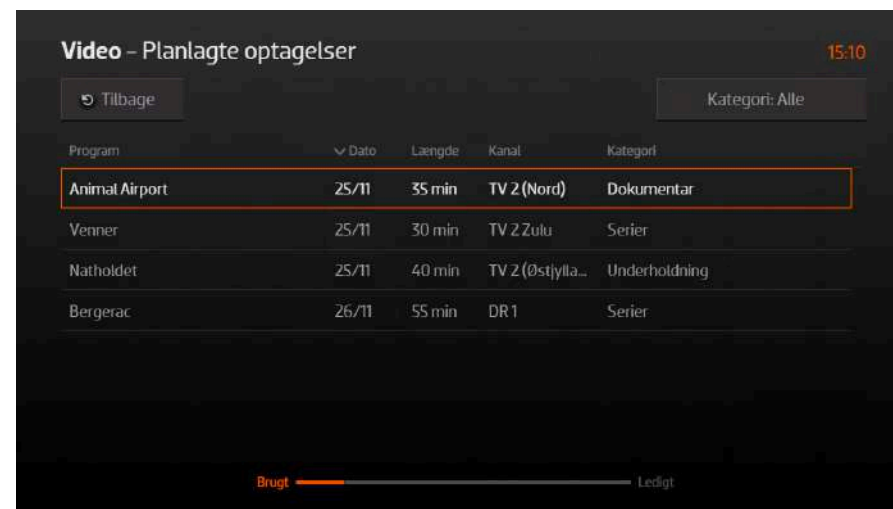 Video – Planlagte optagelser 15:10
Tilbage Kategori: Alle
Program Dato Længde Kanal Kategori
Animal Airport 25/11 35 min TV 2 (Nord) Dokumentar
Venner 25/11 30 min TV 2 Zulu Serier
Natholdet 25/11 40 min TV 2 (Østjylla... Underholdning
Bergerac 26/11 55 min DR 1 Serier
Brugt Ledigt